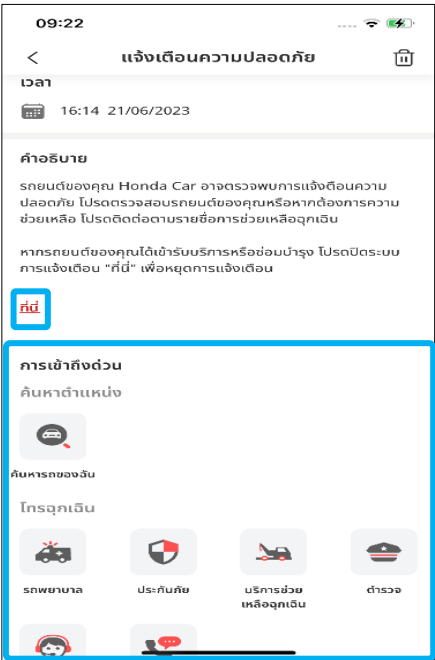 09:22
แจ้งเตือนความปลอดภัย
เวลา
16:14 21/06/2023
คำอธิบาย
รถยนต์ของคุณ Honda Car อาจตรวจพบการแจ้งตือนความ
ปลอดภัย โปรดตรวจสอบรถยนต์ของคุณหรือหากต้องการความ
ช่วยเหลือ โปรดติดต่อตามรายชื่อการช่วยเหลือฉุกเฉิน
หากรถยนต์ของคุณได้เข้ารับบริการหรือซ่อมบำรุง โปรดปิดระบบ
การแจ้งเตือน "ที่นี่" เพื่อหยุดการแจ้งเตือน
ที่นี่
การเข้าถึงด่วน
ค้นหาตำแหน่ง
ค้นหารถของฉัน
โทรฉุกเฉิน
รถพยาบาล ประกันภัย บริการช่วย ตำรวจ
เหลือฉุกเฉิน